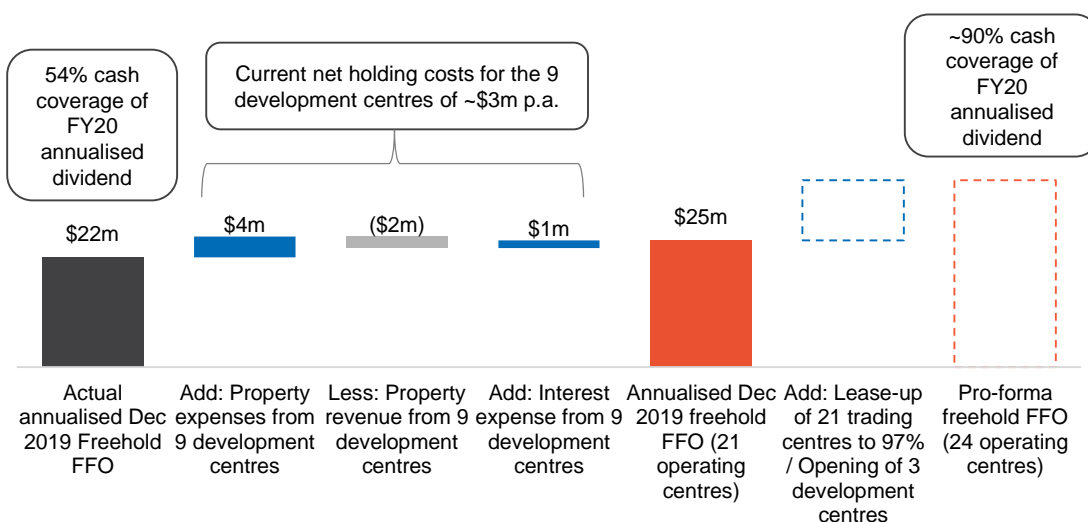 54% cash
coverage of
FY20
annualised
dividend
Current net holding costs for the 9
development centres of ~$3m p.a.
~90% cash
coverage of
FY20
annualised
dividend
$22m
$4m
($2m)
$1m
$25m
Actual
annualised Dec
2019 Freehold
FFO
Add: Property
expenses from
9 development
centres
Less: Property
revenue from 9
development
centres
Add: Interest
expense from 9
development
centres
Annualised Dec
2019 freehold
FFO (21
operating
centres)
Add: Lease-up
of 21 trading
centres to 97%
/ Opening of 3
development
centres
Pro-forma
freehold FFO
(24 operating
centres)